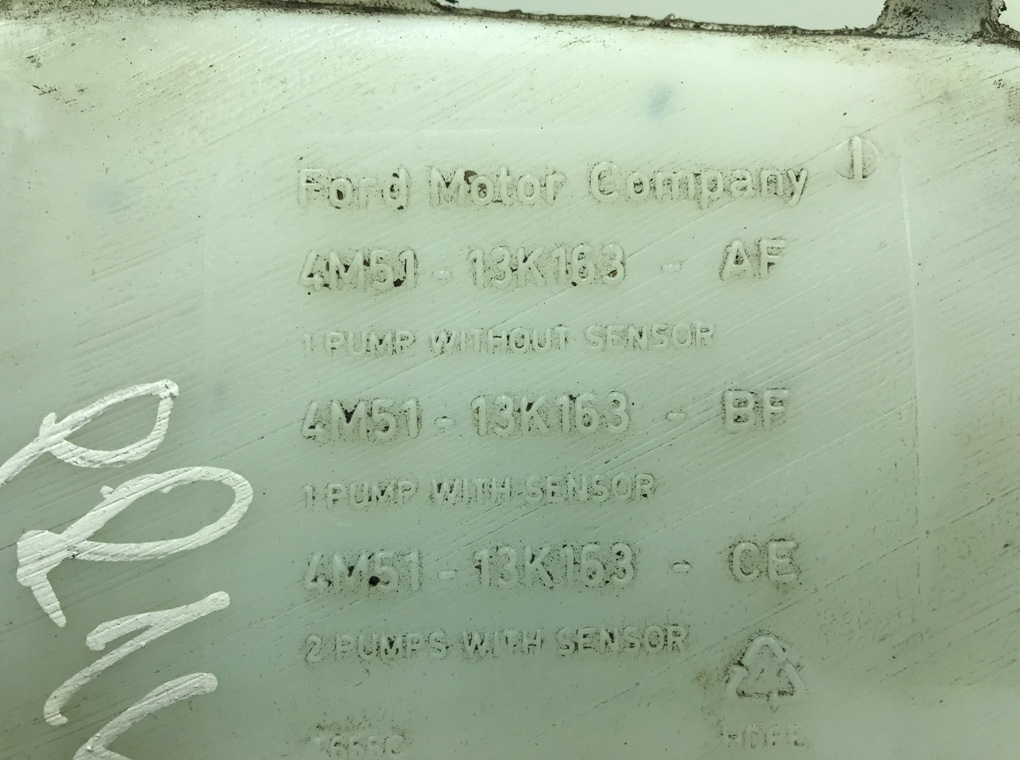 Ford Motor Company
4M51 - 13K163 - AF
1 PUMP WITHOUT SENSOR
4M51 - 13K163 - BF
1 PUMP WITH SENSOR
4M51 - 13K163 - CE
2 PUMPS WITH SENSOR
HDPE